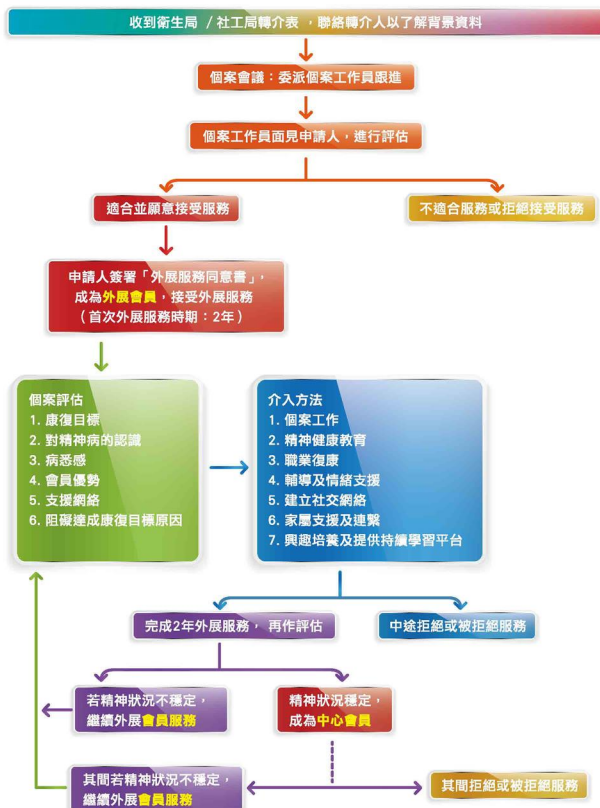 收到衛生局 /社工局轉介表 ，聯絡轉介人以了解背景資料
個案會議：委派個案工作員跟進
個案工作員面見申請人，進行評估
適合並願意接受服務
不適合服務或拒絕接受服務
申請人簽署「外展服務同意書」，
成為外展會員，接受外展服務
（首次外展服務時期：2年）
個案評估
1. 康復目標
2. 對精神病的認識
3. 病悉感
4. 會員優勢
5. 支援網絡
6. 阻礙達成康復目標原因
介入方法
1. 個案工作
2. 精神健康教育
3. 職業復康
4. 輔導及情緒支援
5. 建立社交網絡
6. 家屬支援及連繫
7. 興趣培養及提供持續學習平台
完成2年外展服務， 再作評估
中途拒絕或被拒絕服務
若精神狀況不穩定，
繼續外展會員服務
精神狀況穩定，
成為中心會員
其間若精神狀況不穩定，
繼續外展會員服務
其間拒絕或被拒絕服務